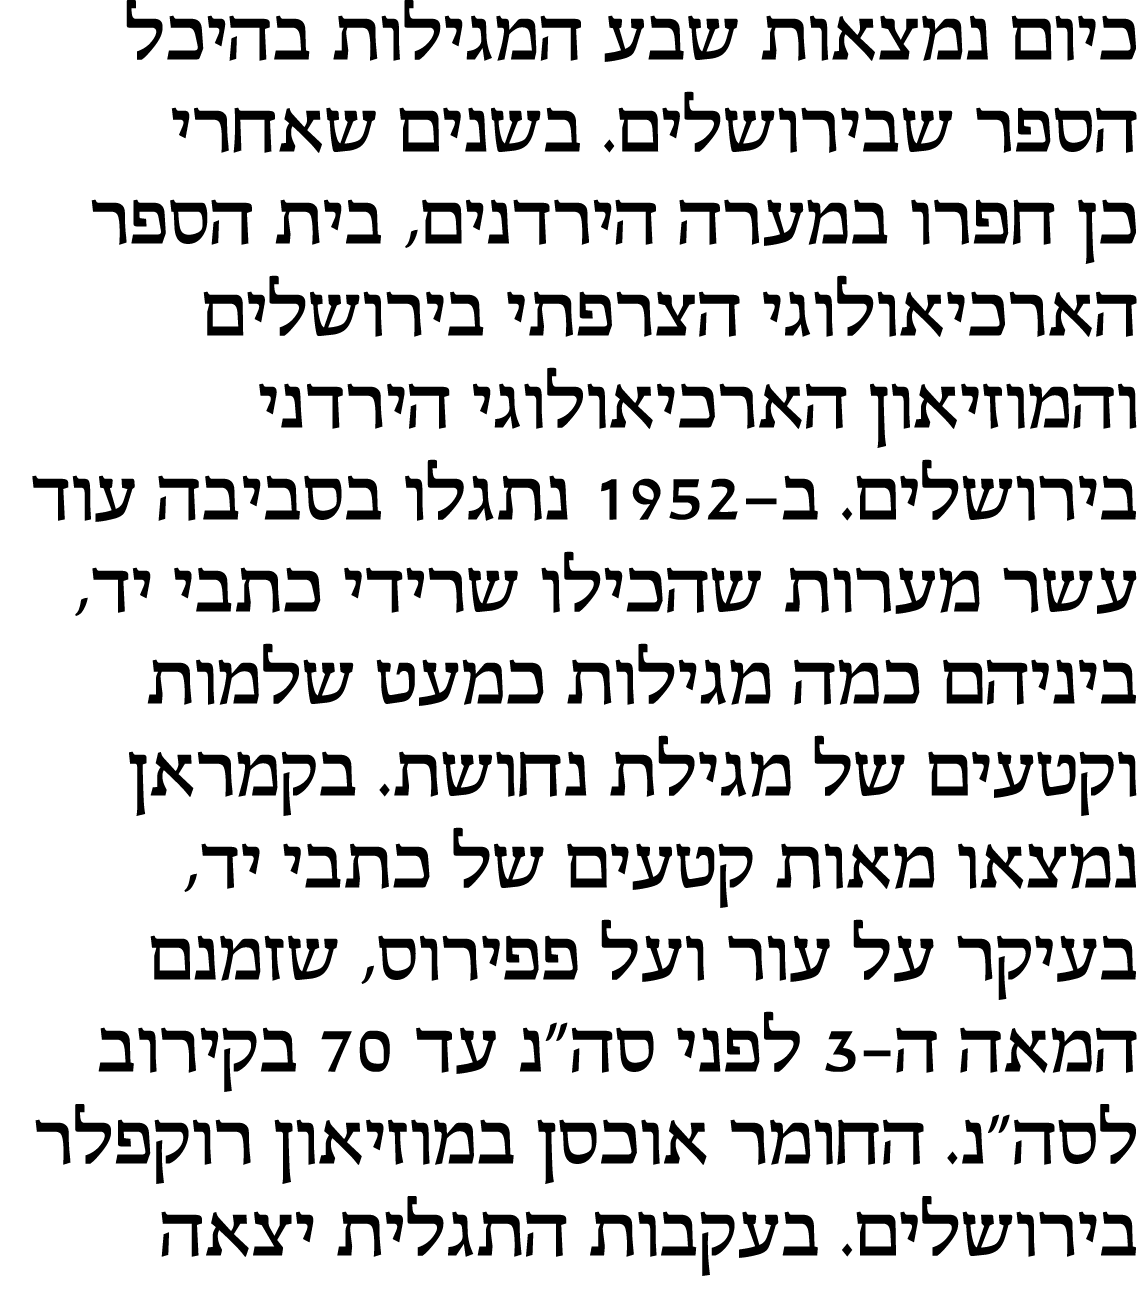 כיום נמצאות שבע המגילות בהיכל
הספר שבירושלים. בשנים שאחרי
כן חפרו במערה הירדנים, בית הספר
הארכיאולוגי הצרפתי בירושלים
והמוזיאון הארכיאולוגי הירדני
בירושלים. ב–1952 נתגלו בסביבה עוד
עשר מערות שהכילו שרידי כתבי יד,
ביניהם כמה מגילות כמעט שלמות
וקטעים של מגילת נחושת. בקמראן
נמצאו מאות קטעים של כתבי יד,
בעיקר על עור ועל פפירוס, שזמנם
המאה ה–3 לפני סה״נ עד 70 בקירוב
לסה״נ. החומר אוכסן במוזיאון רוקפלר
בירושלים. בעקבות התגלית יצאה